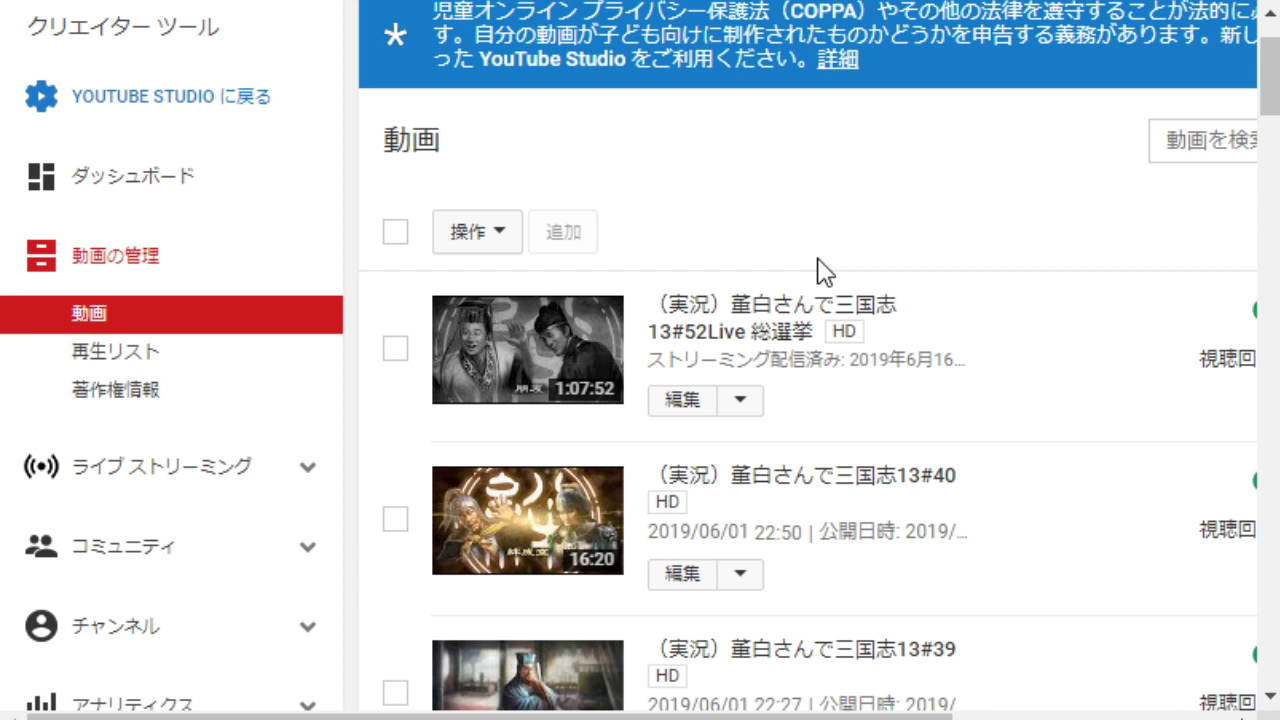 クリエイター ツール
YOUTUBE STUDIO に戻る
ダッシュボード
動画の管理
動画
再生リスト
著作権情報
ライブ ストリーミング
コミュニティ
チャンネル
アナリティクス
児童オンライン プライバシー保護法（COPPA）やその他の法律を遵守することが法的に
す。自分の動画が子ども向けに制作されたものかどうかを申告する義務があります。新し
った YouTube Studio をご利用ください。詳細
動画
動画を検索
操作
追加
（実況）董白さんで三国志
13#52Live 総選挙 HD
ストリーミング配信済み: 2019年6月16...
視聴回
編集
1:07:52
（実況）董白さんで三国志13#40
HD
2019/06/01 22:50 | 公開日時: 2019/...
視聴回
編集
16:20
（実況）董白さんで三国志13#39
HD
2019/06/01 22:27 | 公開日時: 2019/
視聴回